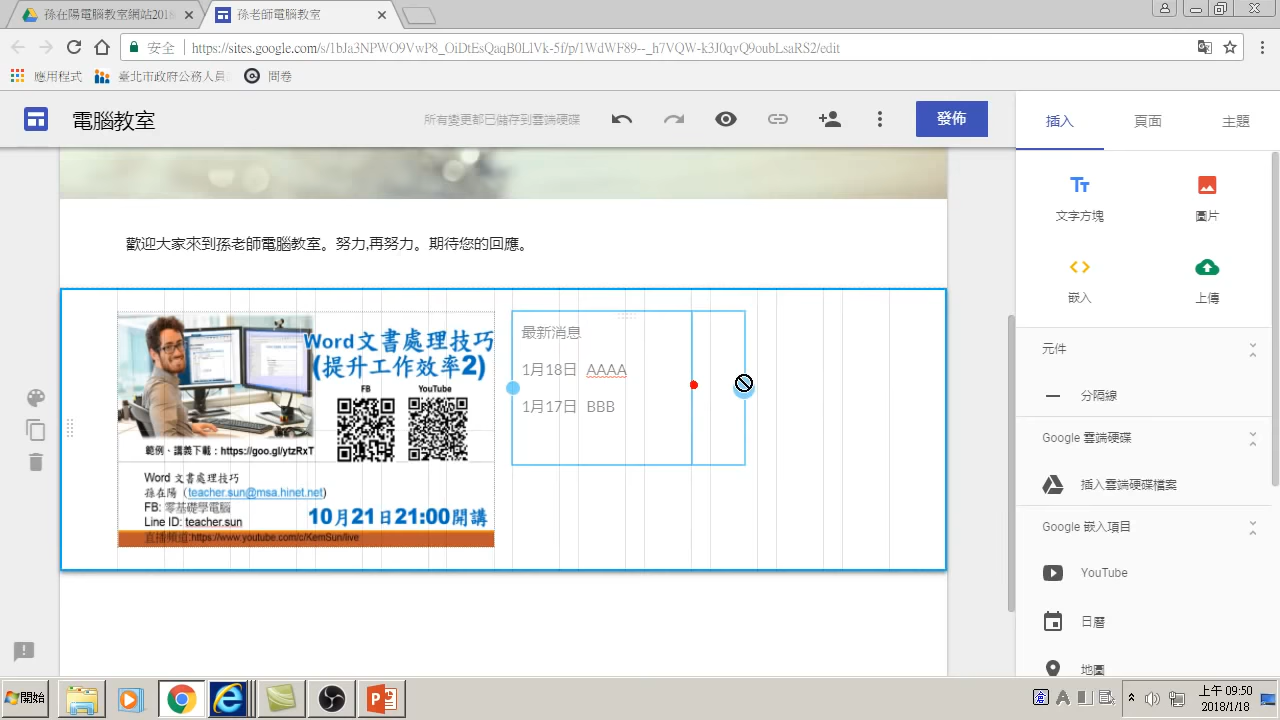 孫在陽電腦教室網站2018
孫老師電腦教室
安全
https://sites.google.com/s/1bJa3NPWO9VwP8_OiDtEsQaqB0LlVk-5f/p/1WdWF89--_h7VQW-k3J0qvQ9oubLsaRS2/edit
應用程式
臺北市政府公務人員
問卷
電腦教室
所有變更都已儲存到雲端硬碟
發佈
插入
頁面
主題
文字方塊
圖片
嵌入
上傳
元件
分隔線
Google 雲端硬碟
插入雲端硬碟檔案
Google 嵌入項目
YouTube
日曆
地圖
歡迎大家來到孫老師電腦教室。努力,再努力。期待您的回應。
Word文書處理技巧
(提升工作效率2)
FB
YouTube
範例、講義下載：https://goo.gl/ytzRxT
Word 文書處理技巧
孫在陽（teacher.sun@msa.hinet.net)
FB: 零基礎學電腦
Line ID: teacher.sun
10月21日21:00開講
直播頻道:https://www.youtube.com/c/KemSun/live
最新消息
1月18日 AAAA
1月17日 BBB
開始
上午 09:50
2018/1/18